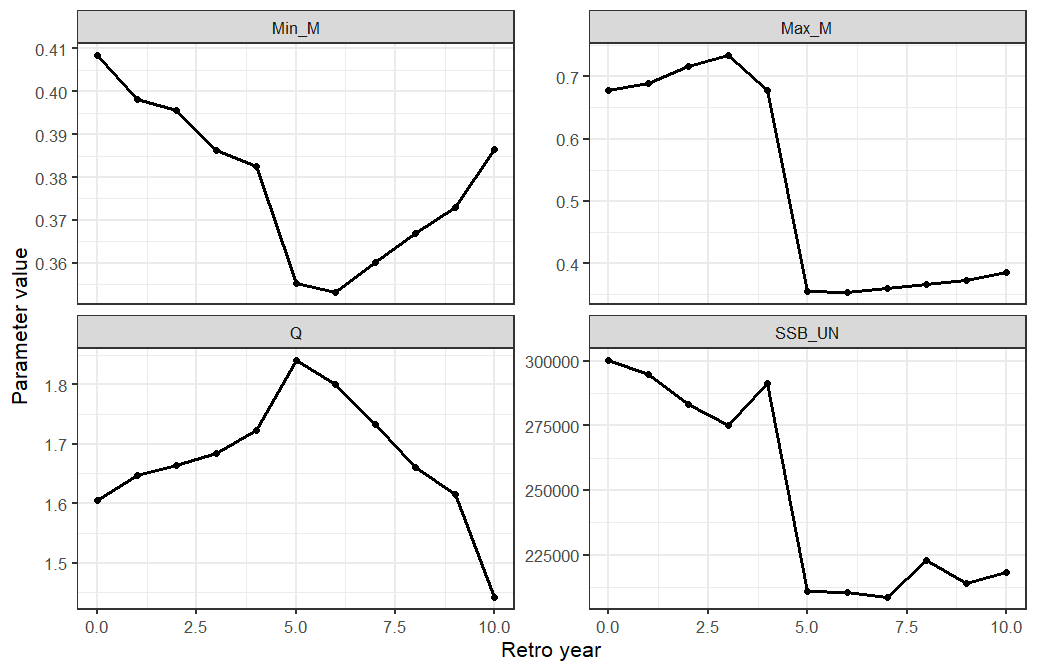 Min_M
Max_M
0.41
0.40
0.39
0.38
0.37
0.36
0.7
0.6
0.5
0.4
Parameter value
Q
SSB_UN
1.8
1.7
1.6
1.5
300000
275000
250000
225000
0.0 2.5 5.0 7.5 10.0
0.0 2.5 5.0 7.5 10.0
Retro year